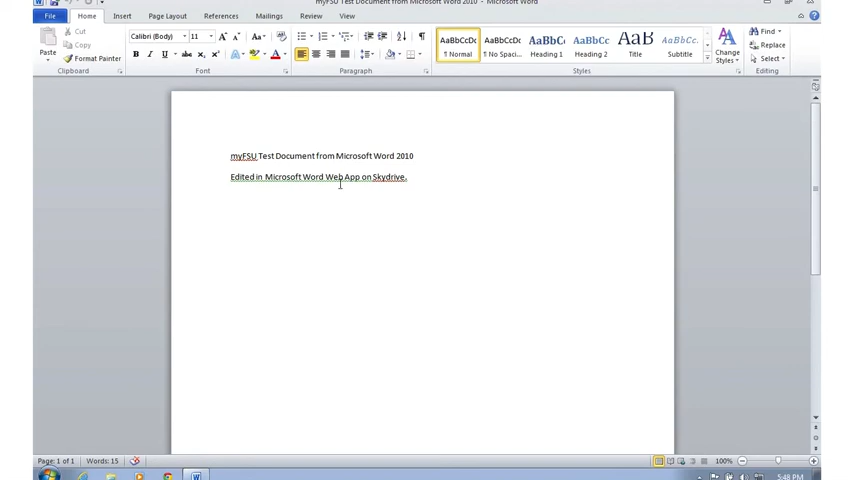 myFSU Test Document from Microsoft Word 2010 - Microsoft Word
File Home Insert Page Layout References Mailings Review View
Paste
Cut
Copy
Format Painter
Clipboard
Calibri (Body) 11
Font
Paragraph
AaBbCcDc AaBbCcDc AaBbCc AaBbCc AaB AaBbCc.
¶ Normal ¶ No Spaci... Heading 1 Heading 2 Title Subtitle
Change Styles
Styles
Find
Replace
Select
Editing
myFSU Test Document from Microsoft Word 2010
Edited in Microsoft Word Web App on Skydrive.
Page: 1 of 1 Words: 15 100%
5:48 PM